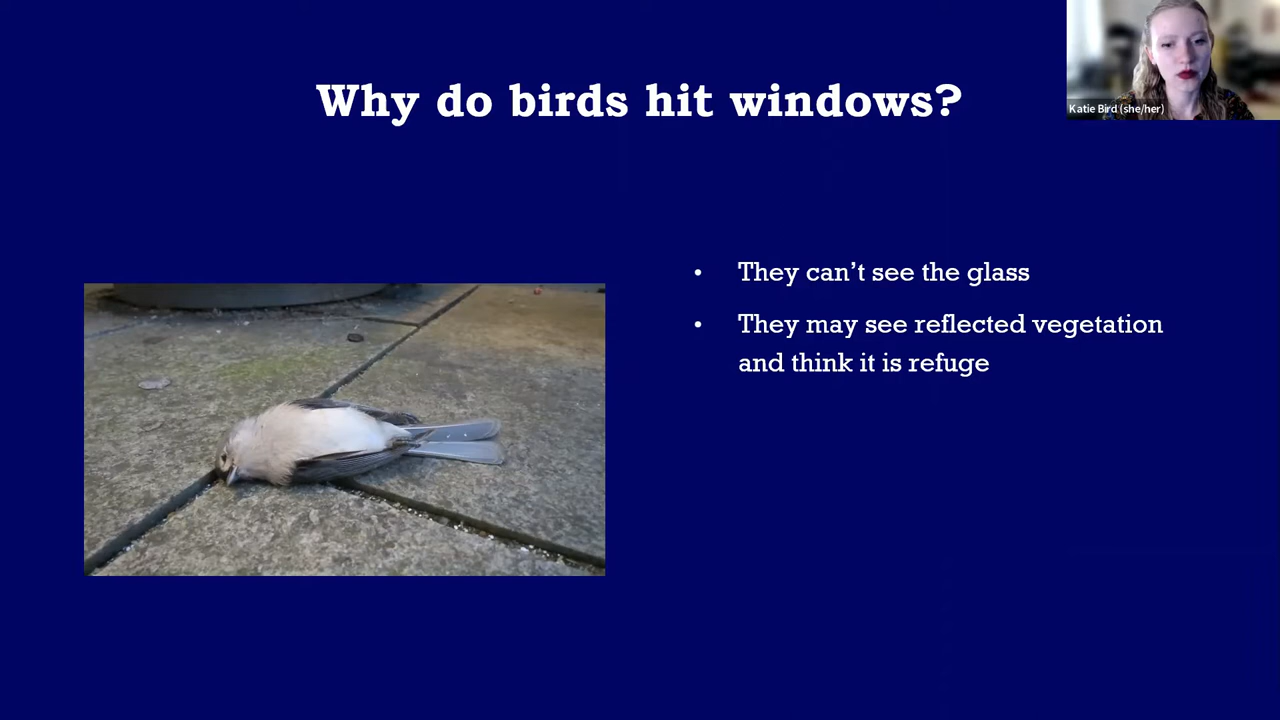 Why do birds hit windows?
Katie Bird (she/her)
• They can’t see the glass
• They may see reflected vegetation
and think it is refuge